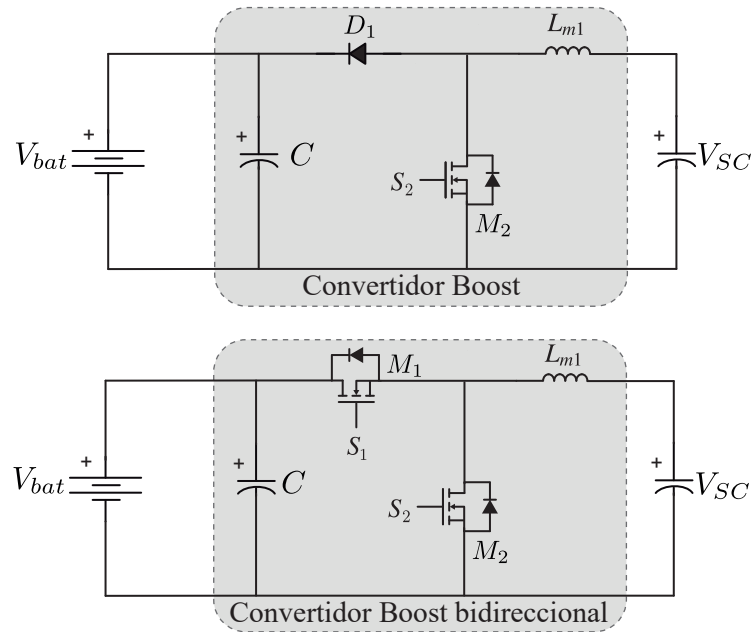 D1
Lm1
+
+
+
Vbat
C
VSC
S2
M2
Convertidor Boost
Lm1
M1
+
+
+
S1
Vbat
C
VSC
S2
M2
Convertidor Boost bidireccional